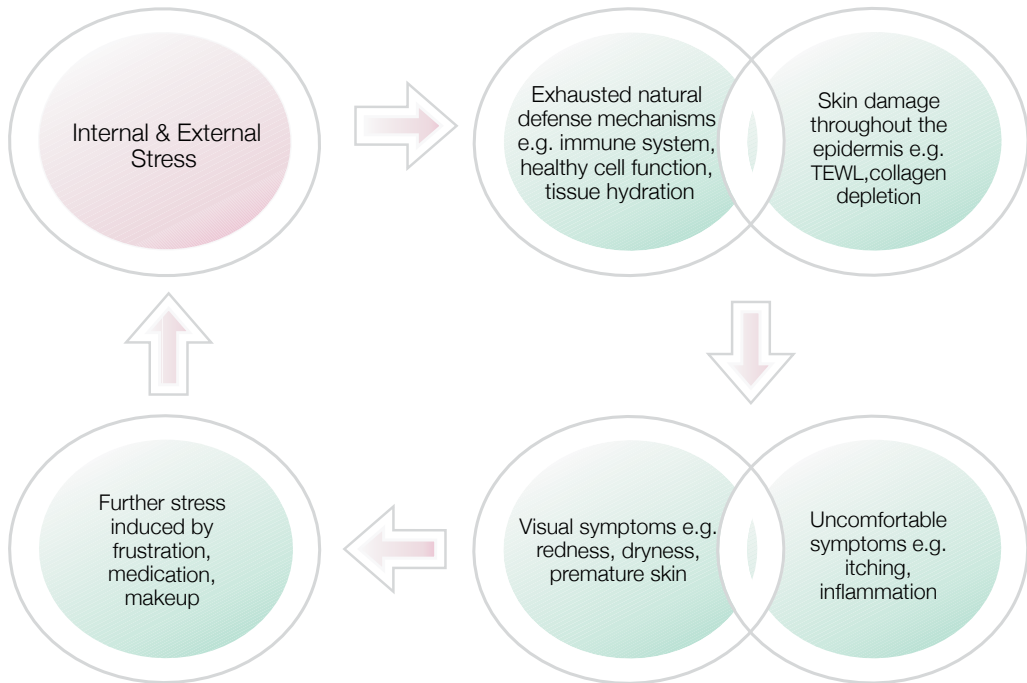 Internal & External
Stress
Exhausted natural
defense mechanisms
e.g. immune system,
healthy cell function,
tissue hydration
Skin damage
throughout the
epidermis e.g.
TEWL,collagen
depletion
Visual symptoms e.g.
redness, dryness,
premature skin
Uncomfortable
symptoms e.g.
itching,
inflammation
Further stress
induced by
frustration,
medication,
makeup